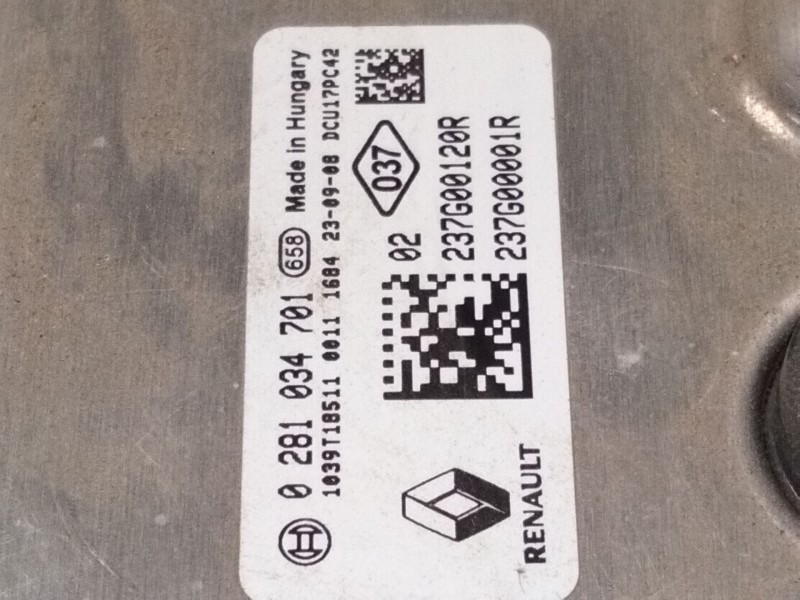 0 281 034 701 658 Made in Hungary
1039T18511 0011 1684 23-09-08 DCU17PC42
037
02
237G00120R
237G00001R
RENAULT